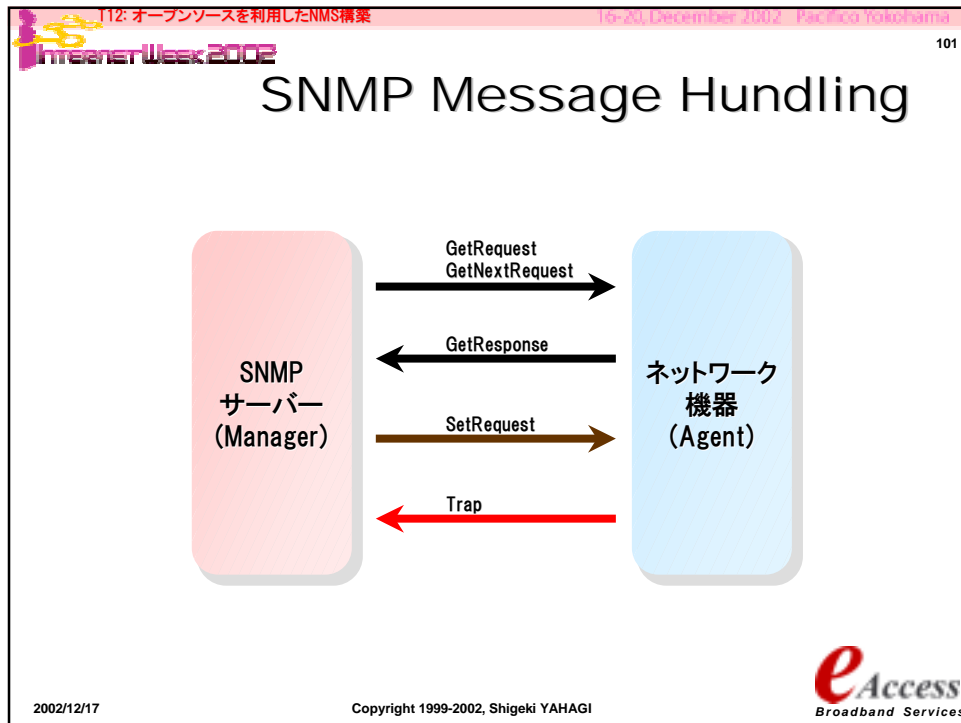 T12: オープンソースを利用したNMS構築
16-20, December 2002 Pacifico Yokohama
InternetWeek 2002
101
SNMP Message Hundling
GetRequest
GetNextRequest
GetResponse
SetRequest
Trap
SNMP
サーバー
(Manager)
ネットワーク
機器
(Agent)
2002/12/17
Copyright 1999-2002, Shigeki YAHAGI
eAccess
Broadband Services